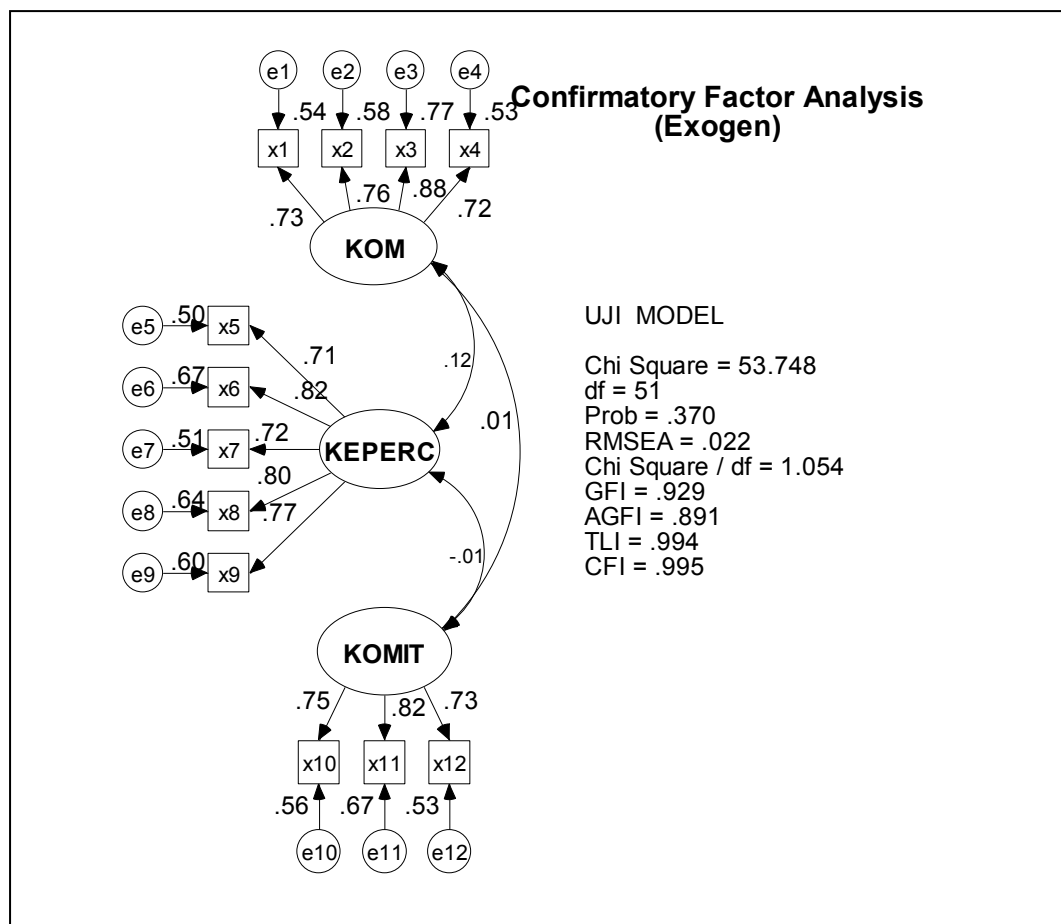 e1 e2 e3 e4
Confirmatory Factor Analysis
(Exogen)
.54 .58 .77 .53
x1 x2 x3 x4
.73 .76 .88 .72
KOM
e5 .50 x5
.71
e6 .67 x6
.82
e7 .51 x7 .72
KEPERC
.80
e8 .64 x8
.77
e9 .60 x9
.12
.01
-.01
UJI MODEL
Chi Square = 53.748
df = 51
Prob = .370
RMSEA = .022
Chi Square / df = 1.054
GFI = .929
AGFI = .891
TLI = .994
CFI = .995
KOMIT
.75 .82 .73
x10 x11 x12
.56 .67 .53
e10 e11 e12